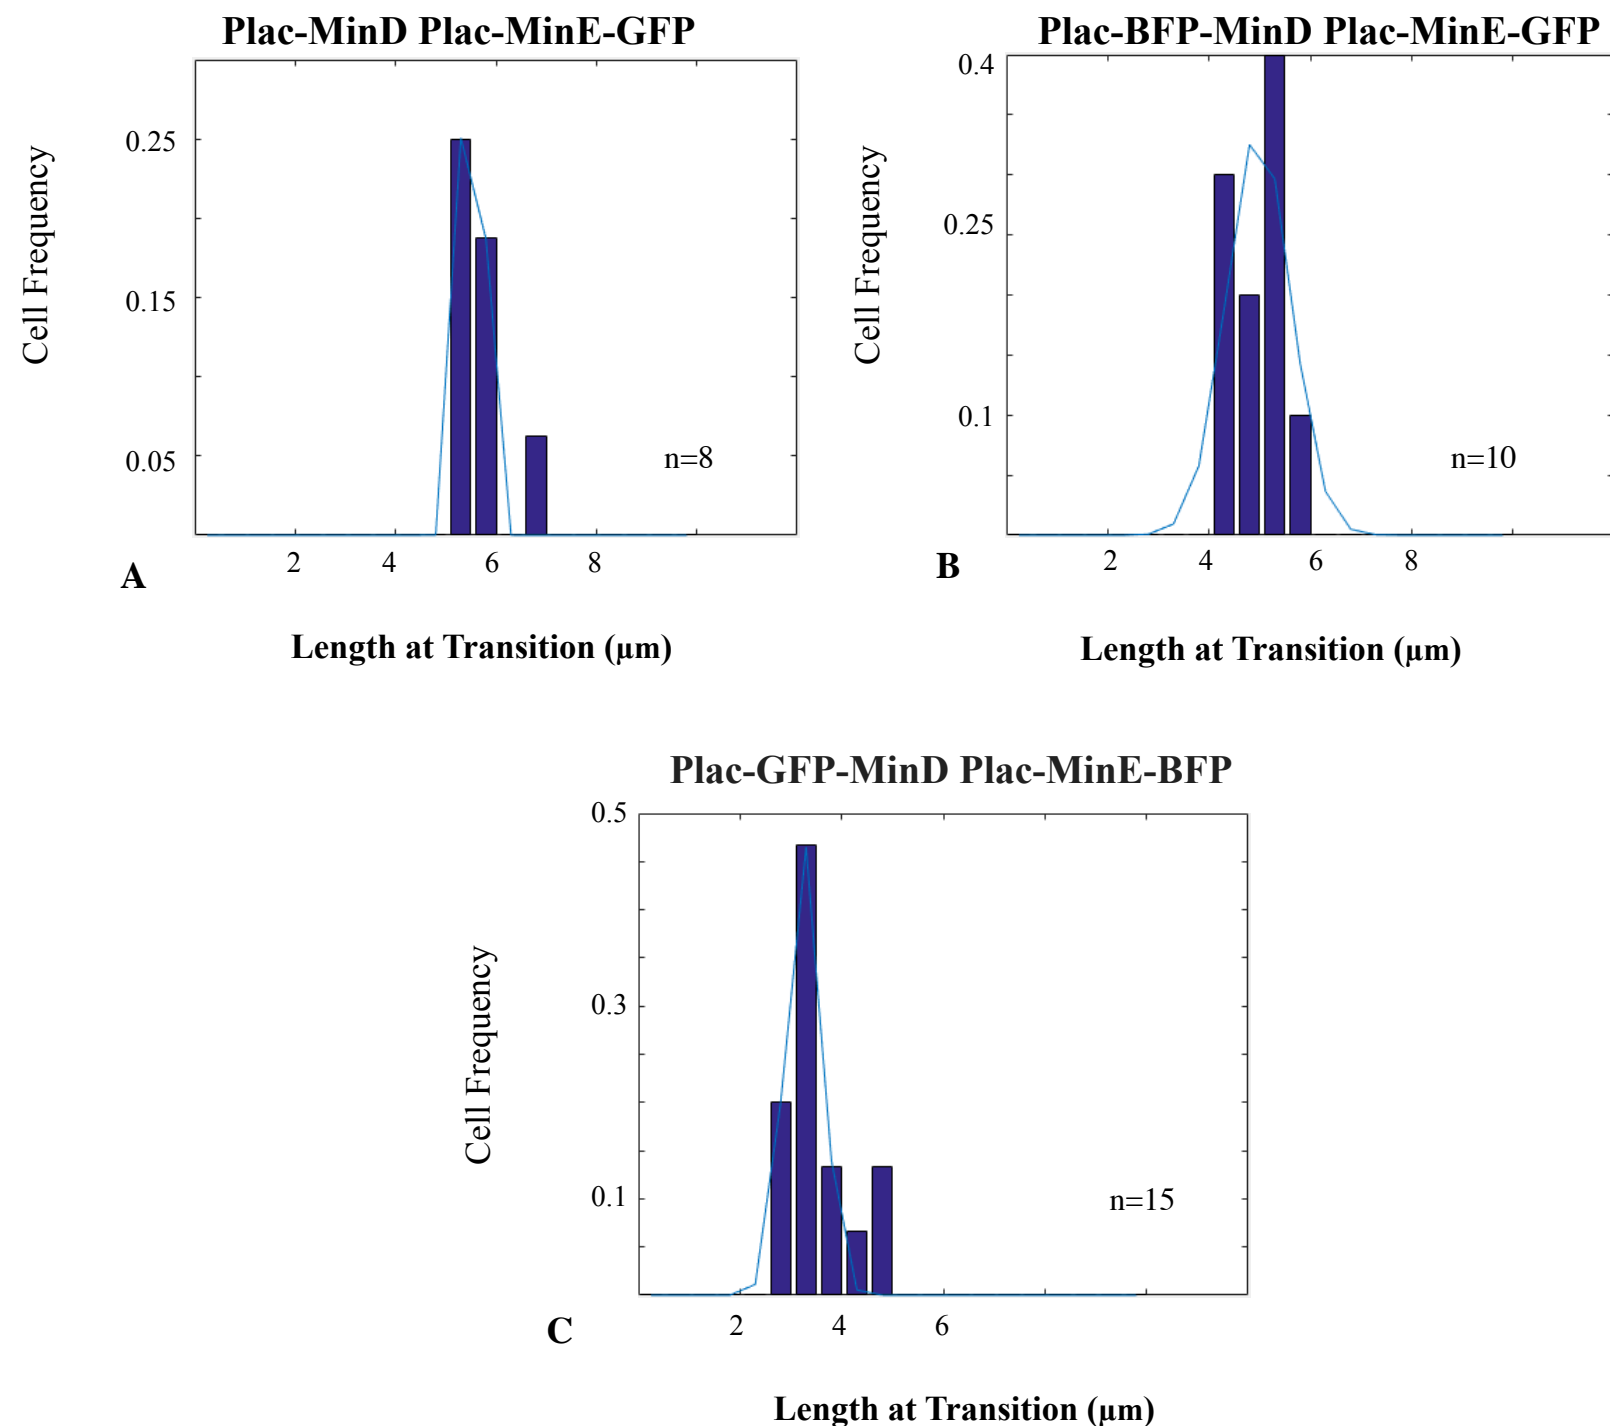 Plac-MinD Plac-MinE-GFP
Cell Frequency
0.25
0.15
0.05
n=8
2 4 6 8
A
Length at Transition (μm)
Plac-BFP-MinD Plac-MinE-GFP
Cell Frequency
0.4
0.25
0.1
n=10
2 4 6 8
B
Length at Transition (μm)
Plac-GFP-MinD Plac-MinE-BFP
Cell Frequency
0.5
0.3
0.1
n=15
2 4 6
C
Length at Transition (μm)